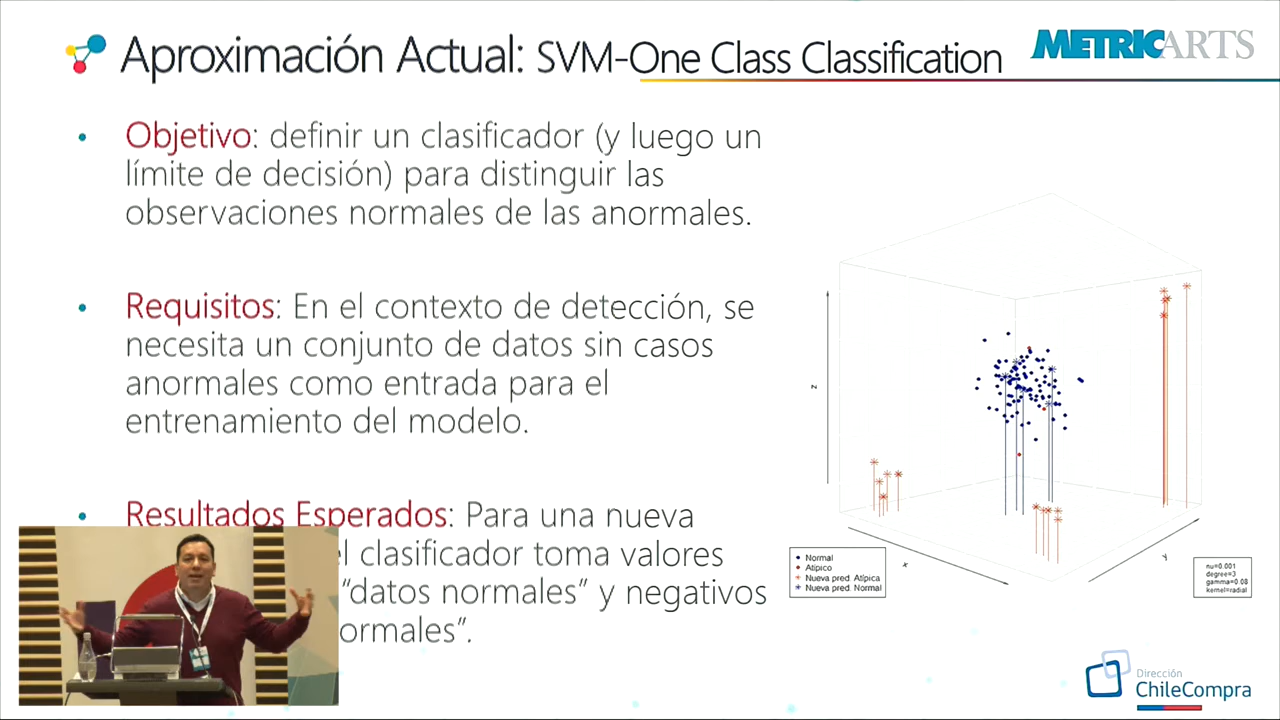 Aproximación Actual: SVM-One Class Classification
METRICARTS
• Objetivo: definir un clasificador (y luego un
límite de decisión) para distinguir las
observaciones normales de las anormales.
• Requisitos: En el contexto de detección, se
necesita un conjunto de datos sin casos
anormales como entrada para el
entrenamiento del modelo.
Resultados Esperados: Para una nueva
el clasificador toma valores
"datos normales" y negativos
ormales".
z
x
y
Normal
Atípico
Nueva pred. Atípica
Nueva pred. Normal
nu=0.001
degree=3
gamma=0.08
kernel=radial
Dirección
ChileCompra